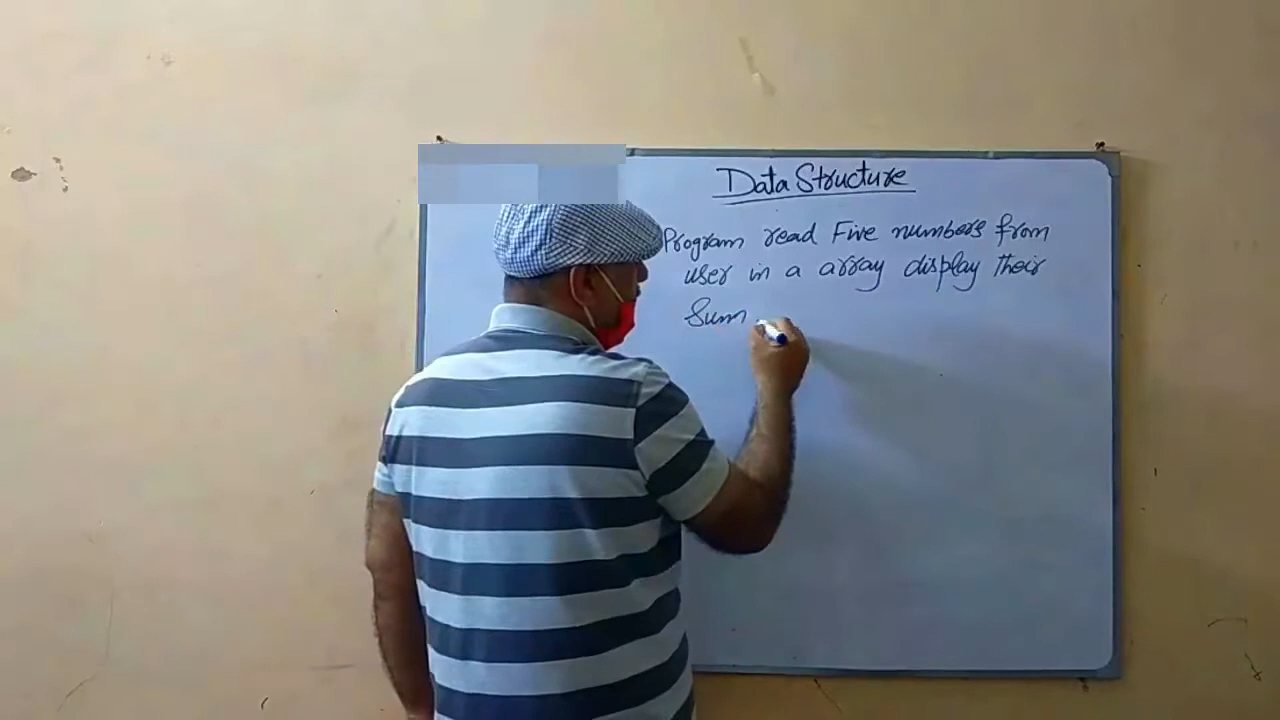 Data Structure
Program read Five numbers from
user in a array display their
Sum